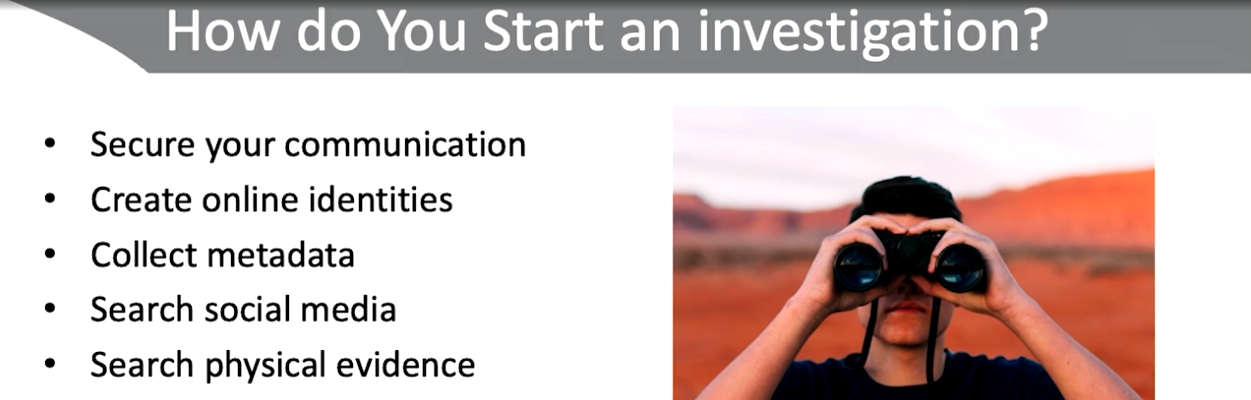 How do You Start an investigation?
• Secure your communication
• Create online identities
• Collect metadata
• Search social media
• Search physical evidence